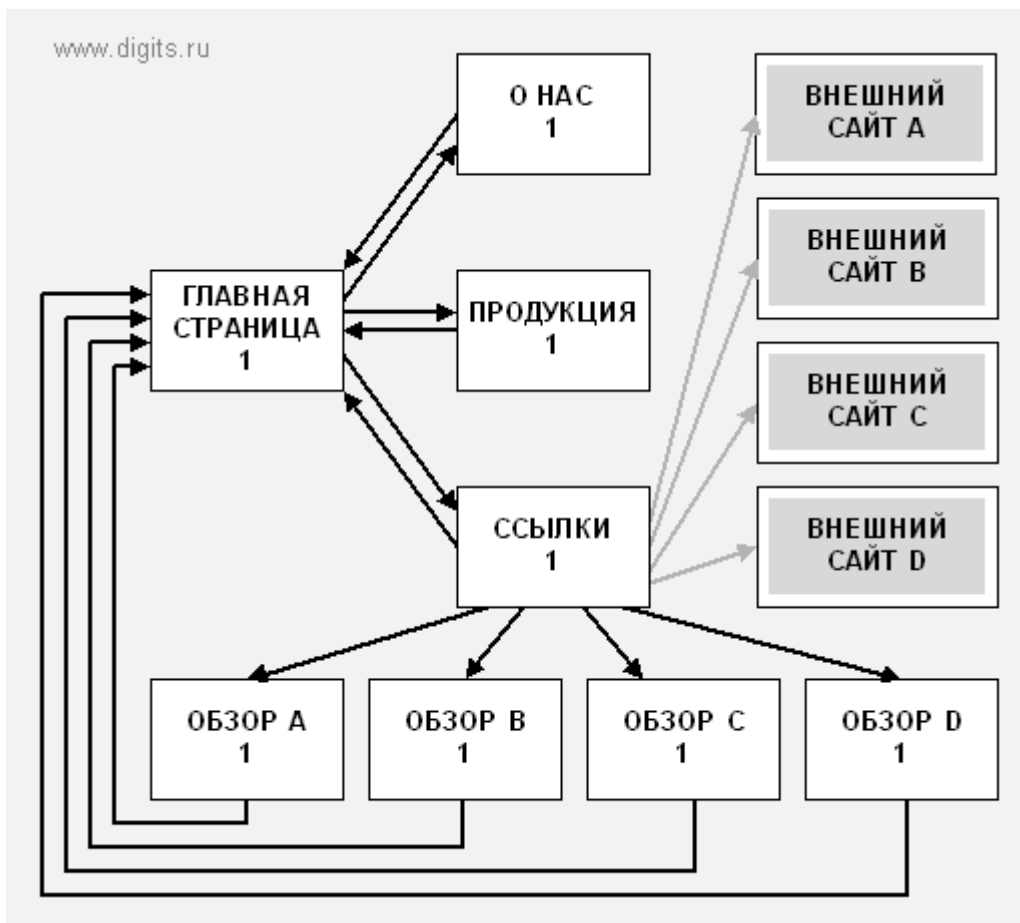 www.digits.ru
О НАС
1
ВНЕШНИЙ
САЙТ A
ВНЕШНИЙ
САЙТ B
ГЛАВНАЯ
СТРАНИЦА
1
ПРОДУКЦИЯ
1
ВНЕШНИЙ
САЙТ C
ССЫЛКИ
1
ВНЕШНИЙ
САЙТ D
ОБЗОР A
1
ОБЗОР B
1
ОБЗОР C
1
ОБЗОР D
1